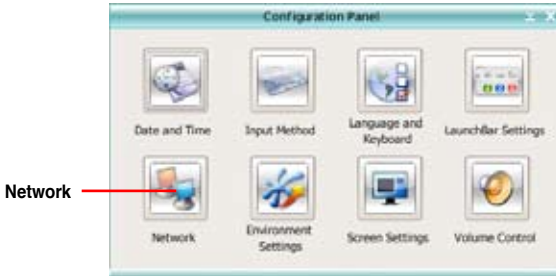 Configuration Panel
Date and Time
Input Method
Language and
Keyboard
LaunchBar Settings
Network
Network
Environment
Settings
Screen Settings
Volume Control